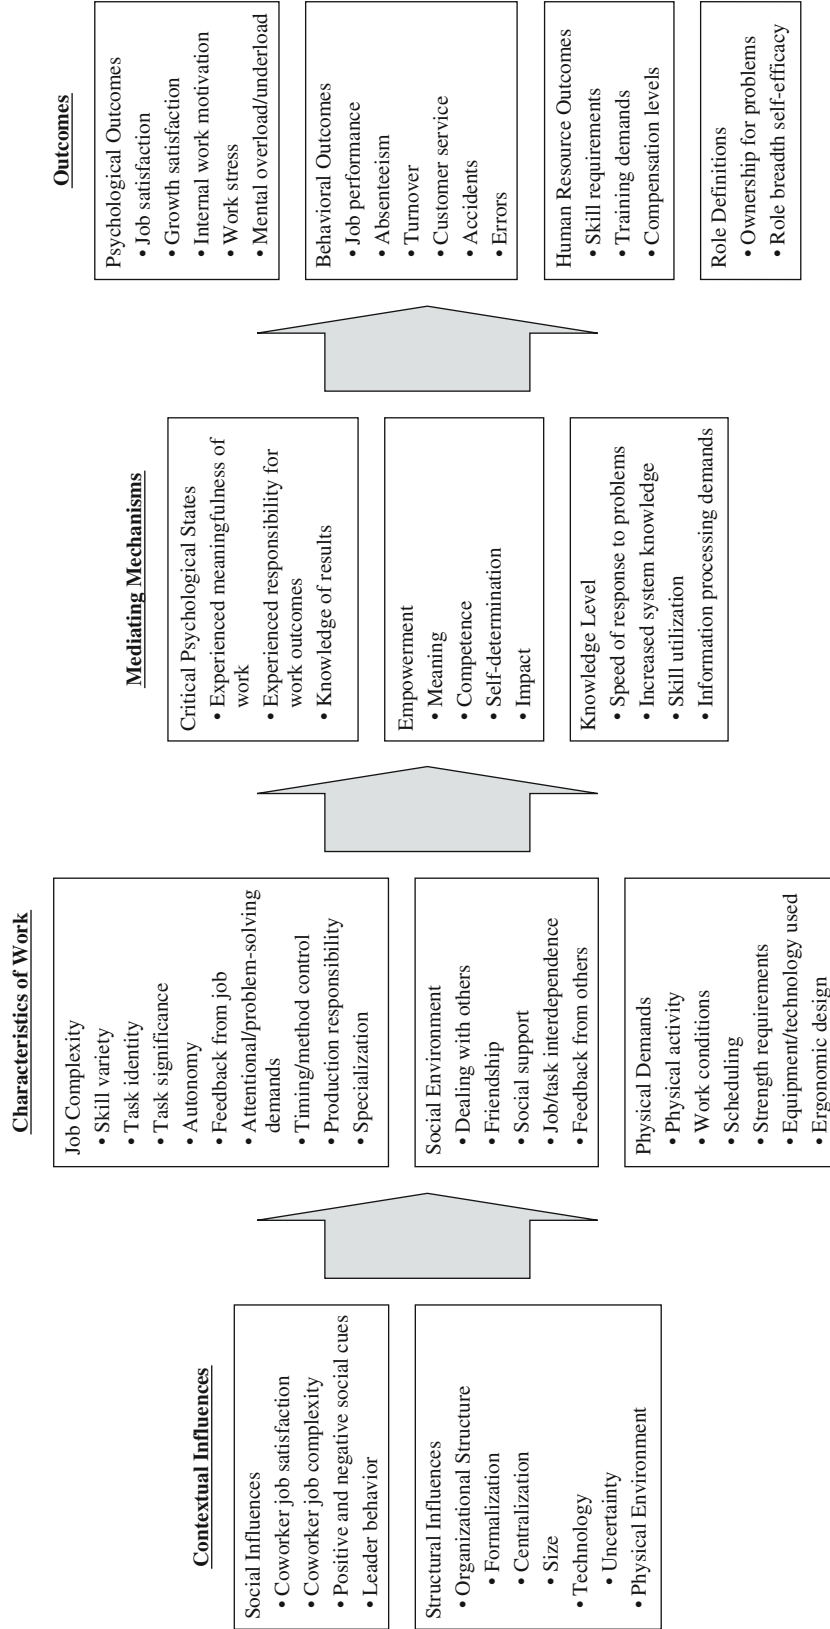 Contextual Influences
Social Influences
• Coworker job satisfaction
• Coworker job complexity
• Positive and negative social cues
• Leader behavior
Structural Influences
• Organizational Structure
• Formalization
• Centralization
• Size
• Technology
• Uncertainty
• Physical Environment
Characteristics of Work
Job Complexity
• Skill variety
• Task identity
• Task significance
• Autonomy
• Feedback from job
• Attentional/problem-solving
demands
• Timing/method control
• Production responsibility
• Specialization
Social Environment
• Dealing with others
• Friendship
• Social support
• Job/task interdependence
• Feedback from others
Physical Demands
• Physical activity
• Work conditions
• Scheduling
• Strength requirements
• Equipment/technology used
• Ergonomic design
Mediating Mechanisms
Critical Psychological States
• Experienced meaningfulness of
work
• Experienced responsibility for
work outcomes
• Knowledge of results
Empowerment
• Meaning
• Competence
• Self-determination
• Impact
Knowledge Level
• Speed of response to problems
• Increased system knowledge
• Skill utilization
• Information processing demands
Outcomes
Psychological Outcomes
• Job satisfaction
• Growth satisfaction
• Internal work motivation
• Work stress
• Mental overload/underload
Behavioral Outcomes
• Job performance
• Absenteeism
• Turnover
• Customer service
• Accidents
• Errors
Human Resource Outcomes
• Skill requirements
• Training demands
• Compensation levels
Role Definitions
• Ownership for problems
• Role breadth self-efficacy